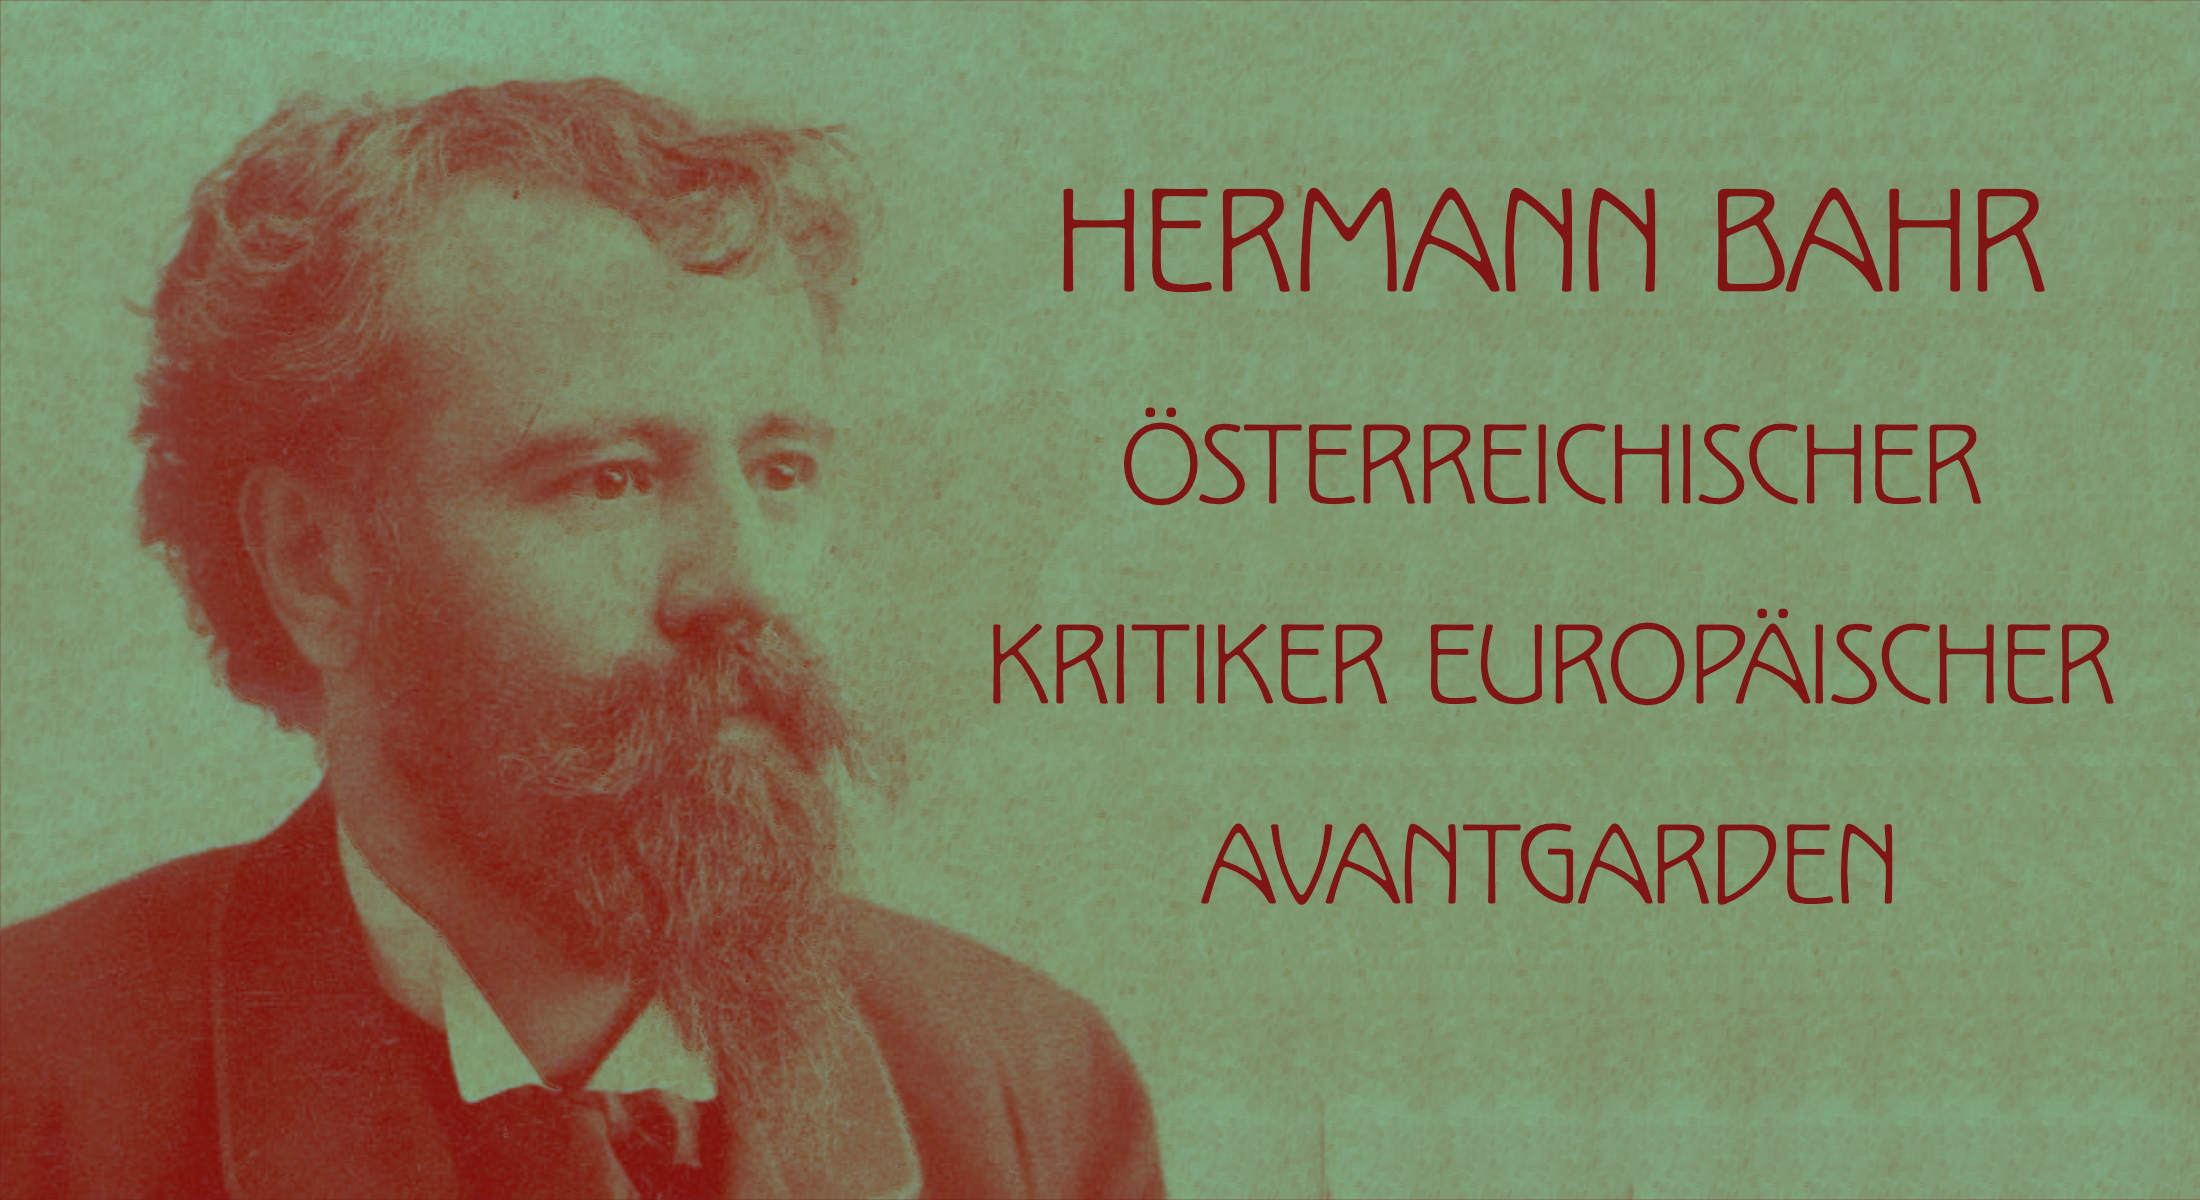 HERMANN BAHR
ÖSTERREICHISCHER
KRITIKER EUROPÄISCHER
AVANTGARDEN